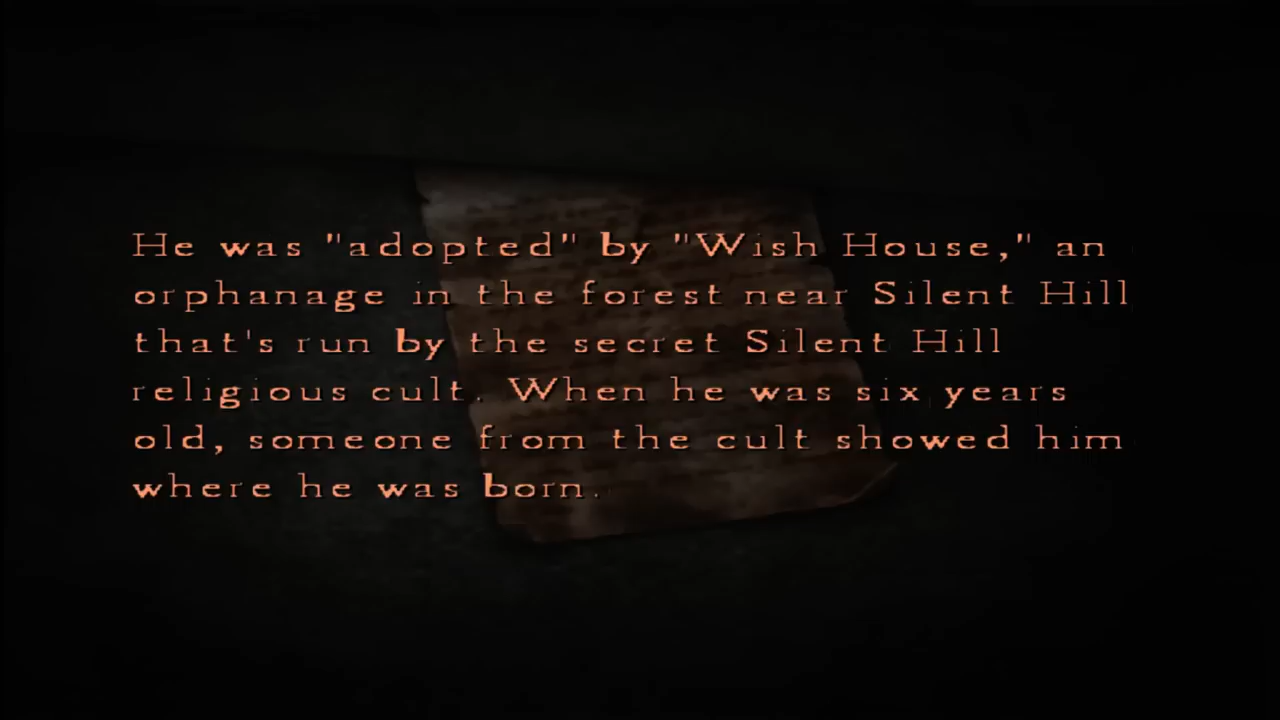 He was "adopted" by "Wish House," an
orphanage in the forest near Silent Hill
that's run by the secret Silent Hill
religious cult. When he was six years
old, someone from the cult showed him
where he was born.